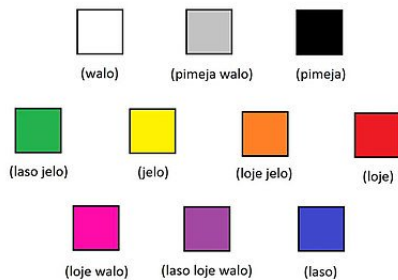 (walo) (pimeja walo) (pimeja)
(laso jelo) (jelo) (loje jelo) (loje)
(loje walo) (laso loje walo) (laso)